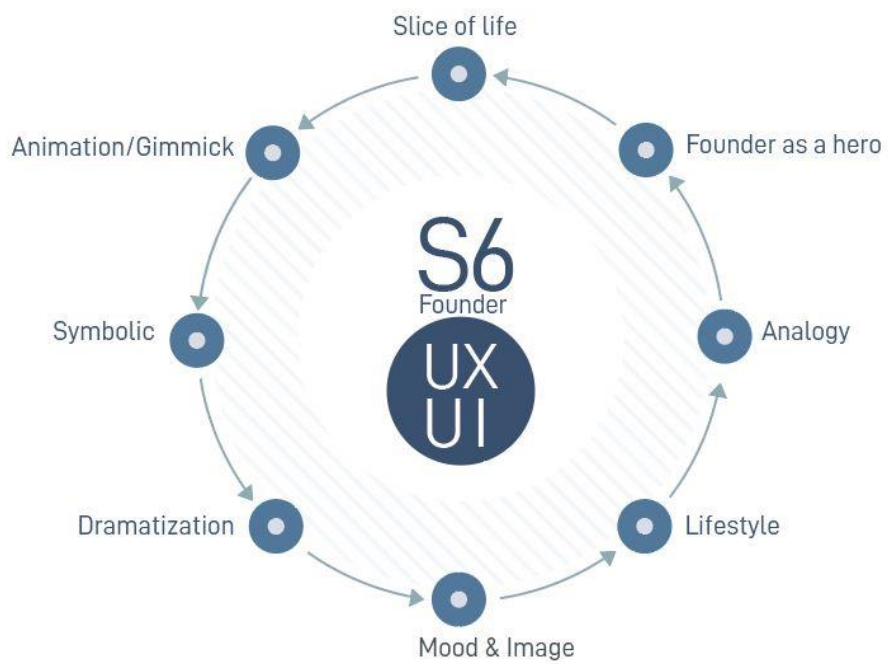 Slice of life
Animation/Gimmick
Founder as a hero
S6
Founder
UX
UI
Symbolic
Analogy
Dramatization
Lifestyle
Mood & Image